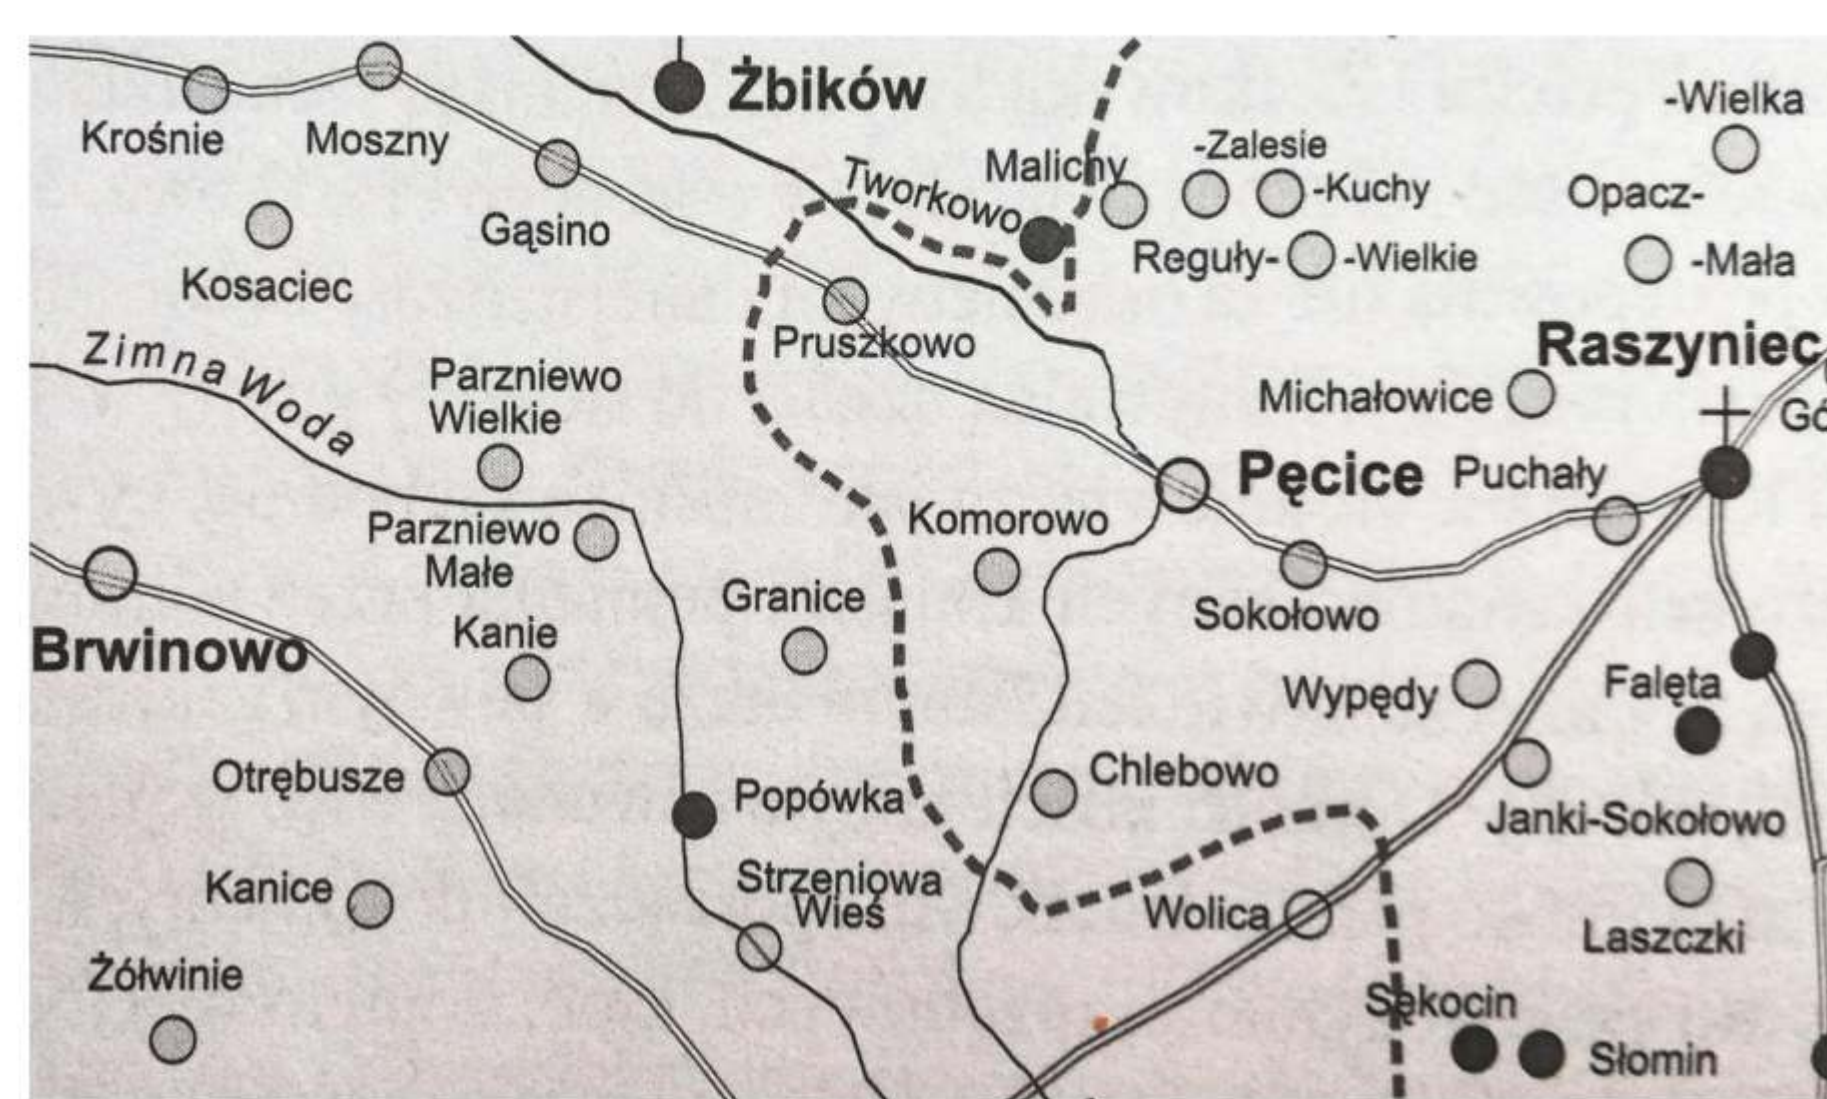 Żbików
-Wielka
Krośnie
Moszny
Malichy
-Zalesie
Tworkowo
-Kuchy
Opacz-
Gąsino
Reguły-
-Wielkie
-Mała
Kosaciec
Pruszkowo
Raszyniec
Zimna Woda
Parzniewo
Wielkie
Michałowice
Gó
Pęcice
Puchały
Parzniewo
Małe
Komorowo
Granice
Sokołowo
Kanie
Brwinowo
Wypędy
Falęta
Otrębusze
Popówka
Chlebowo
Janki-Sokołowo
Kanice
Strzeniowa
Wieś
Wolica
Laszczki
Żółwinie
Sękocin
Słomin